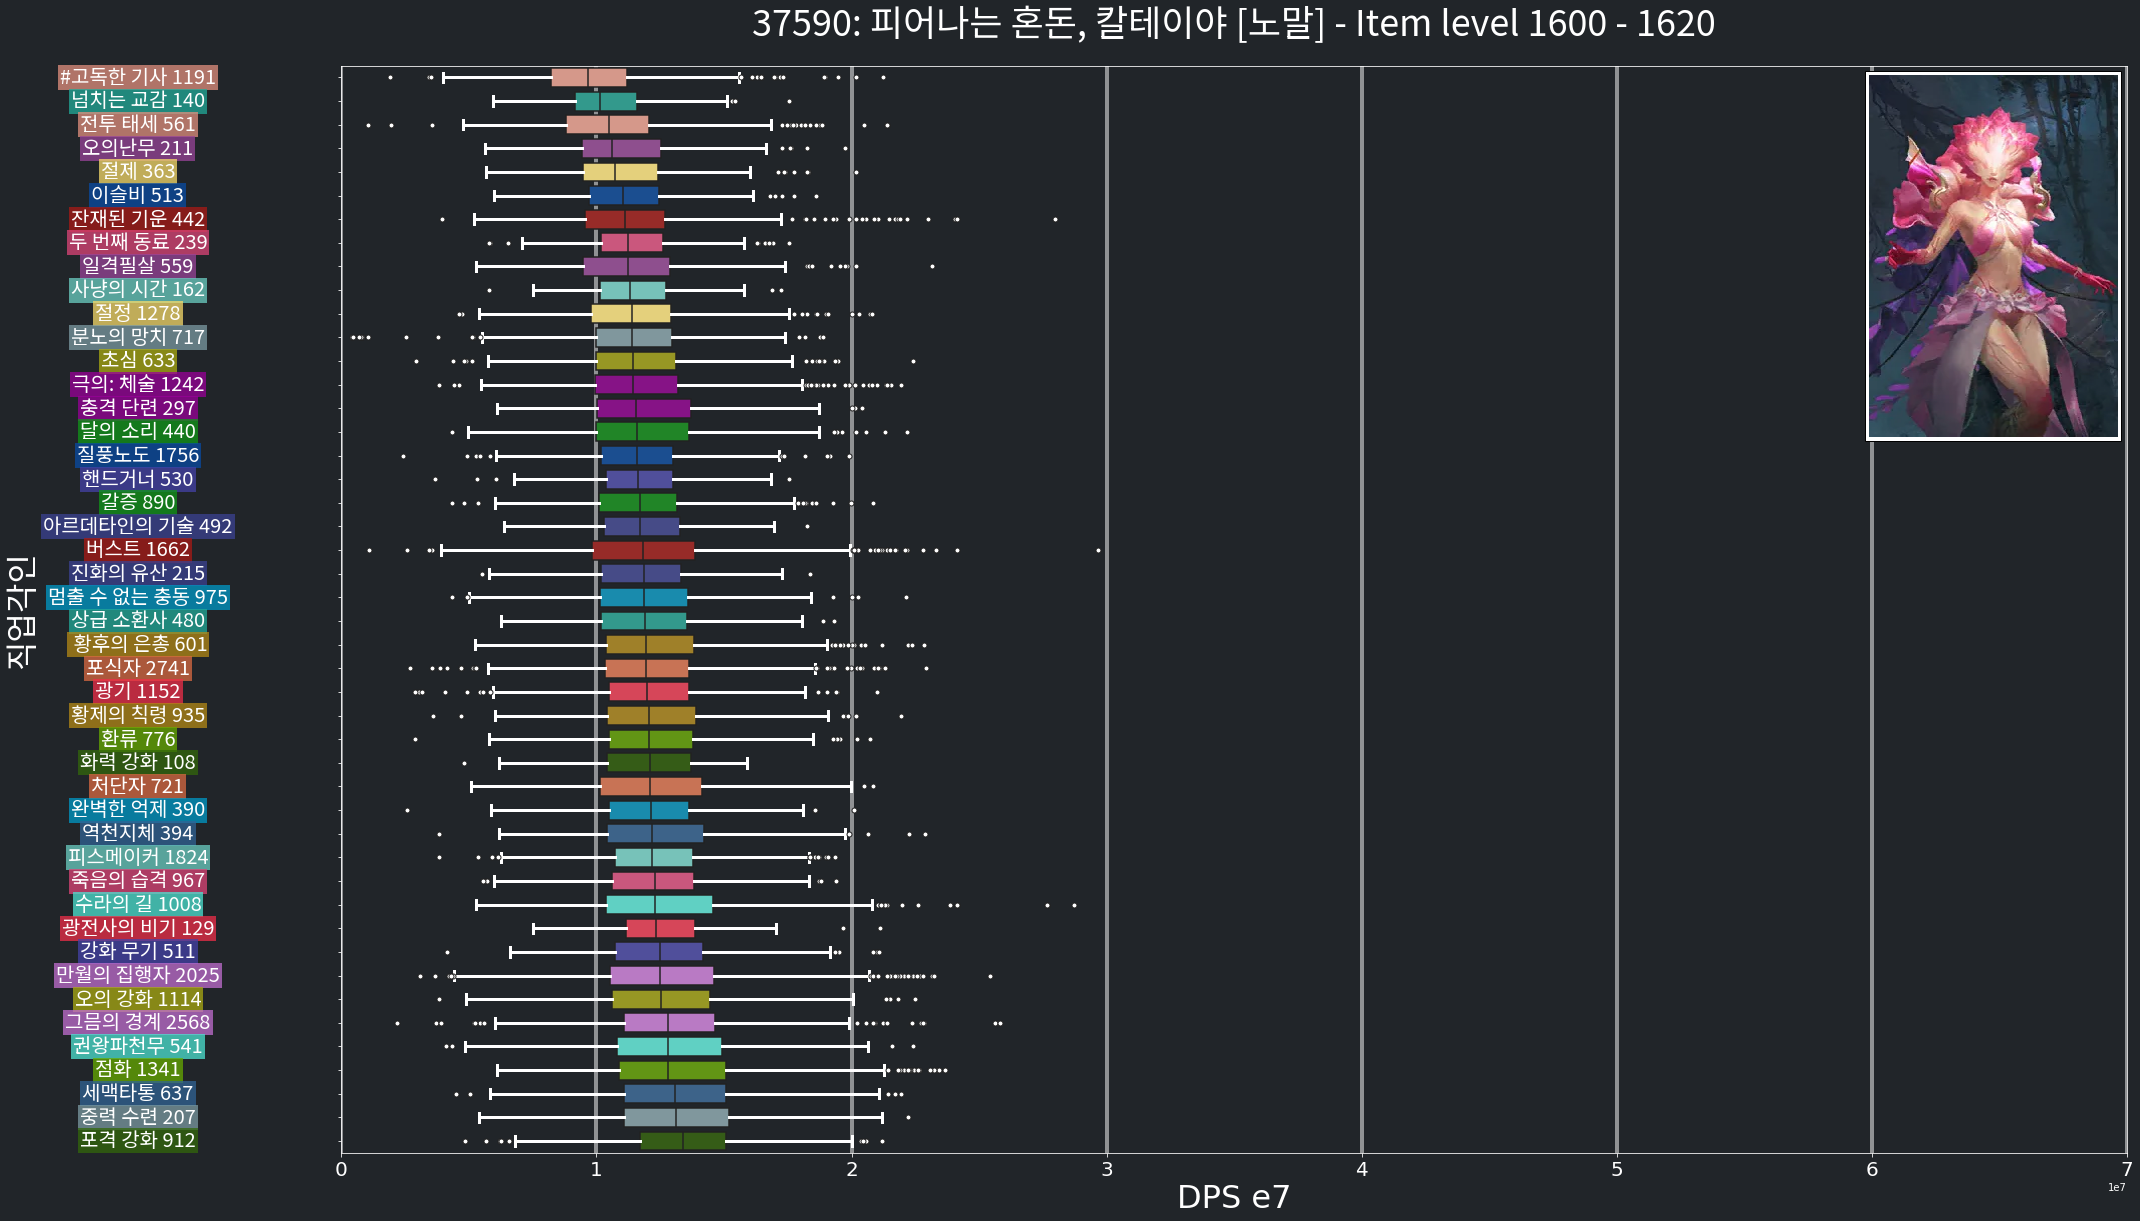 37590: 피어나는 혼돈, 칼테이야 [노말] - Item level 1600 - 1620
#고독한 기사 1191
넘치는 교감 140
전투 태세 561
오의난무 211
절제 363
이슬비 513
잔재된 기운 442
두 번째 동료 239
일격필살 559
사냥의 시간 162
절정 1278
분노의 망치 717
초심 633
극의: 체술 1242
충격 단련 297
달의 소리 440
질풍노도 1756
핸드거너 530
갈증 890
아르데타인의 기술 492
버스트 1662
진화의 유산 215
멈출 수 없는 충동 975
상급 소환사 480
황후의 은총 601
포식자 2741
광기 1152
황제의 칙령 935
환류 776
화력 강화 108
처단자 721
완벽한 억제 390
역천지체 394
피스메이커 1824
죽음의 습격 967
수라의 길 1008
광전사의 비기 129
강화 무기 511
만월의 집행자 2025
오의 강화 1114
그믐의 경계 2568
권왕파천무 541
점화 1341
세맥타통 637
중력 수련 207
포격 강화 912
직업각인
0 1 2 3 4 5 6 7
1e7
DPS e7